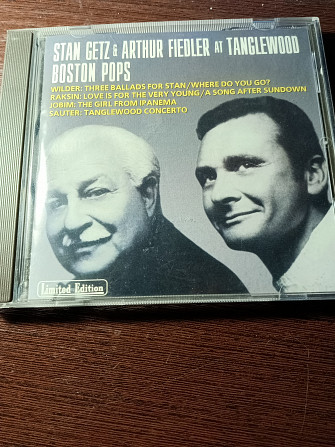 STAN GETZ & ARTHUR FIEDLER AT TANGLEWOOD
BOSTON POPS
WILDER: THREE BALLADS FOR STAN/WHERE DO YOU GO?
RAKSIN: LOVE IS FOR THE VERY YOUNG/A SONG AFTER SUNDOWN
JOBIM: THE GIRL FROM IPANEMA
SAUTER: TANGLEWOOD CONCERTO
Limited Edition